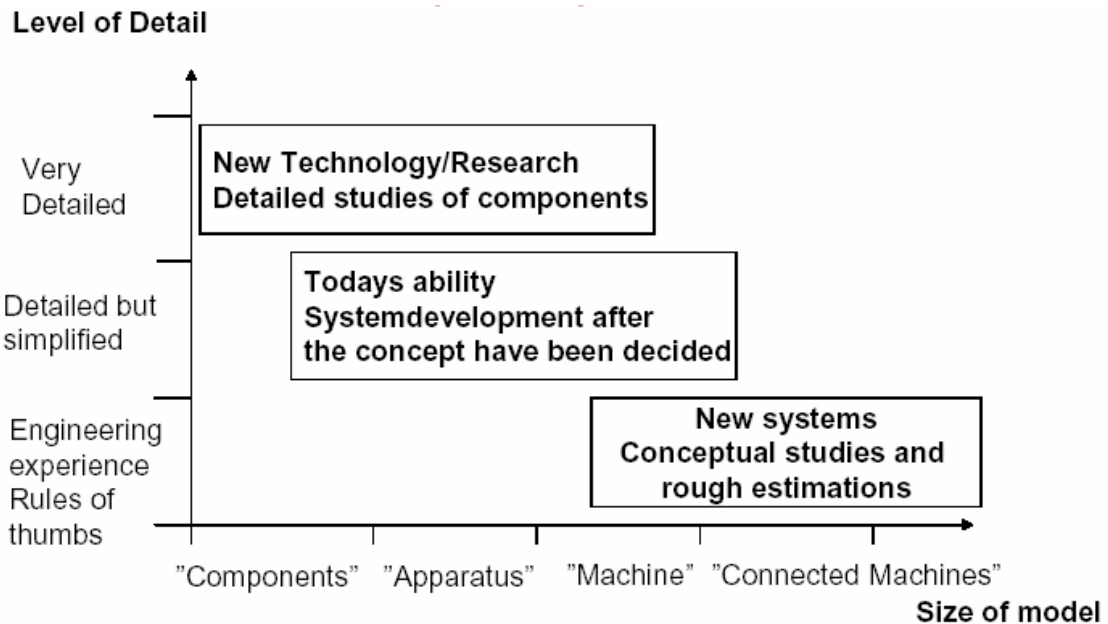 Level of Detail
Very
Detailed
New Technology/Research
Detailed studies of components
Detailed but
simplified
Todays ability
Systemdevelopment after
the concept have been decided
Engineering
experience
Rules of
thumbs
New systems
Conceptual studies and
rough estimations
”Components” ”Apparatus” ”Machine” ”Connected Machines”
Size of model